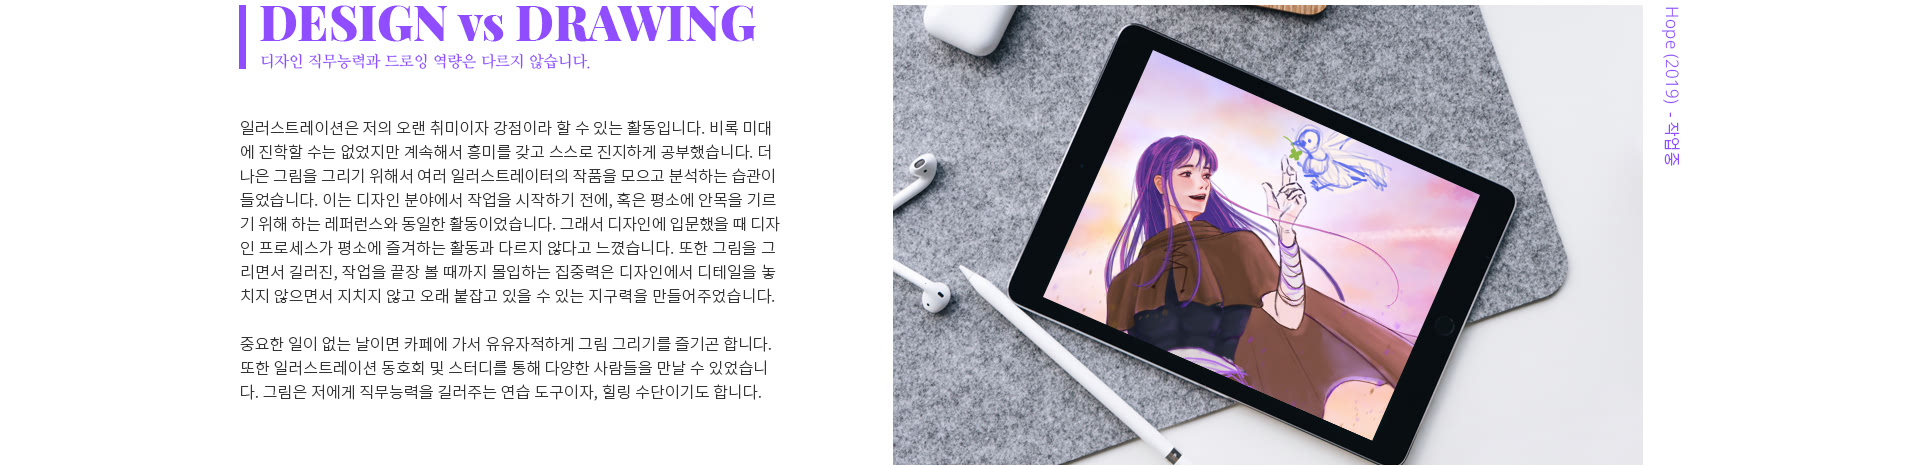 DESIGN vs DRAWING
디자인 직무능력과 드로잉 역량은 다르지 않습니다.
일러스트레이션은 저의 오랜 취미이자 강점이라 할 수 있는 활동입니다. 비록 미대
에 진학할 수는 없었지만 계속해서 흥미를 갖고 스스로 진지하게 공부했습니다. 더
나은 그림을 그리기 위해서 여러 일러스트레이터의 작품을 모으고 분석하는 습관이
들었습니다. 이는 디자인 분야에서 작업을 시작하기 전에, 혹은 평소에 안목을 기르
기 위해 하는 레퍼런스와 동일한 활동이었습니다. 그래서 디자인에 입문했을 때 디자
인 프로세스가 평소에 즐겨하는 활동과 다르지 않다고 느꼈습니다. 또한 그림을 그
리면서 길러진, 작업을 끝장 볼 때까지 몰입하는 집중력은 디자인에서 디테일을 놓
치지 않으면서 지치지 않고 오래 붙잡고 있을 수 있는 지구력을 만들어주었습니다.
중요한 일이 없는 날이면 카페에 가서 유유자적하게 그림 그리기를 즐기곤 합니다.
또한 일러스트레이션 동호회 및 스터디를 통해 다양한 사람들을 만날 수 있었습니
다. 그림은 저에게 직무능력을 길러주는 연습 도구이자, 힐링 수단이기도 합니다.
Hope (2019) - 작업중